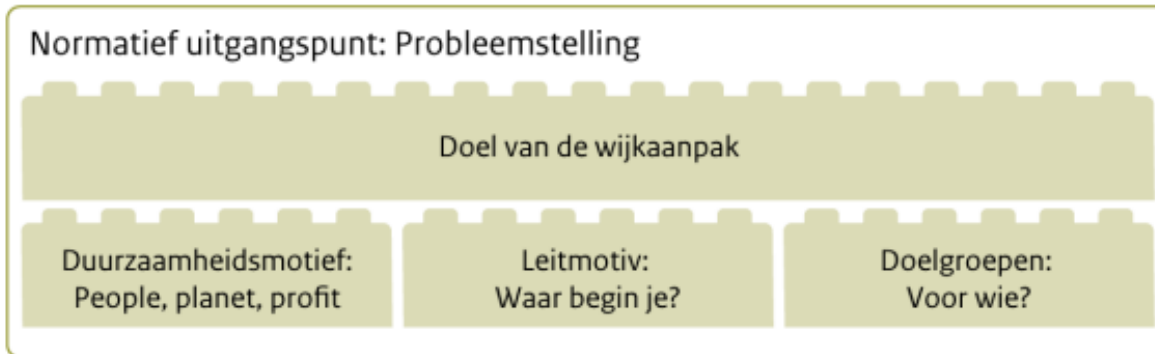 Normatief uitgangspunt: Probleemstelling
Doel van de wijkaanpak
Duurzaamheidsmotief:
People, planet, profit
Leitmotiv:
Waar begin je?
Doelgroepen:
Voor wie?